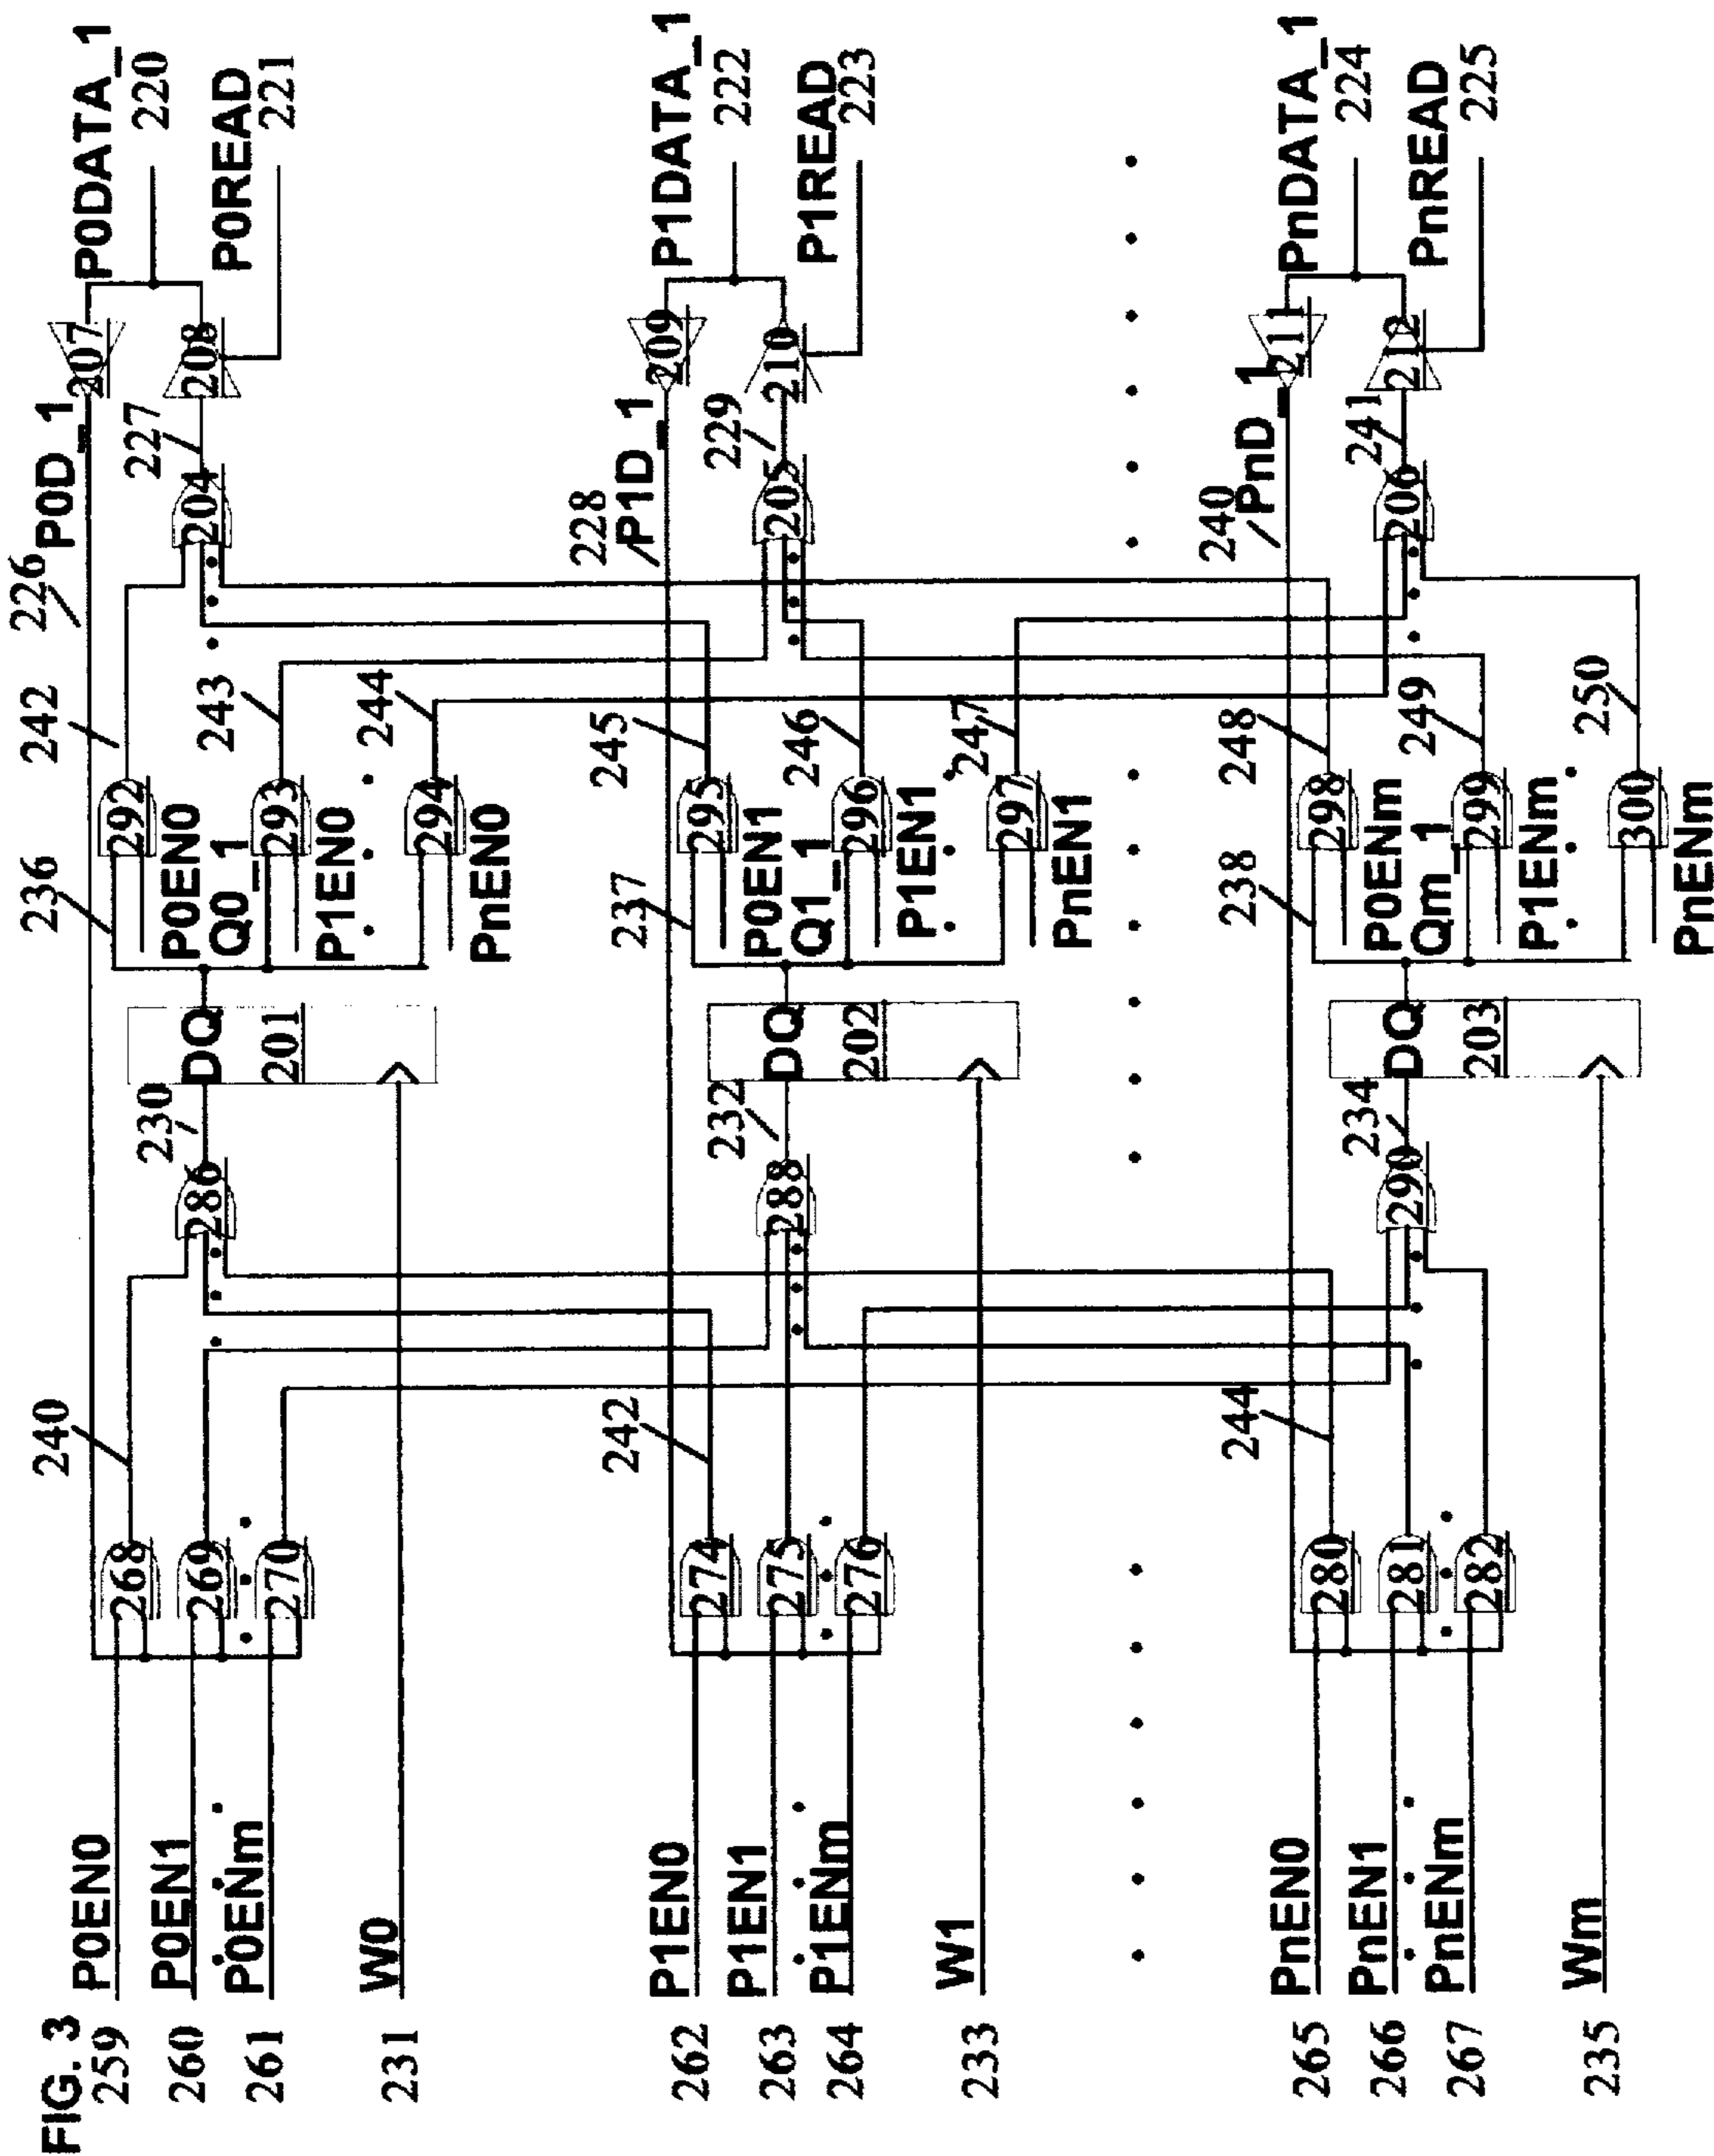 FIG. 3
259 P0EN0
260 P0EN1
261 P0ENm
231 W0
240
268
269
270
286
230
DQ
201
236
242
292
P0EN0
Q0_1
243
293
P1EN0
244
294
PnEN0
226
P0D_1
227
204
207
208
P0DATA_1
220
P0READ
221
262 P1EN0
263 P1EN1
264 P1ENm
233 W1
242
274
275
276
288
232
DQ
202
237
245
295
P0EN1
Q1_1
246
296
P1EN1
247
297
PnEN1
228
P1D_1
229
205
209
210
P1DATA_1
222
P1READ
223
265 PnEN0
266 PnEN1
267 PnENm
235 Wm
244
280
281
282
290
234
DQ
203
238
248
298
P0ENm
Qm_1
249
299
P1ENm
250
300
PnENm
240
PnD_1
241
206
211
212
PnDATA_1
224
PnREAD
225